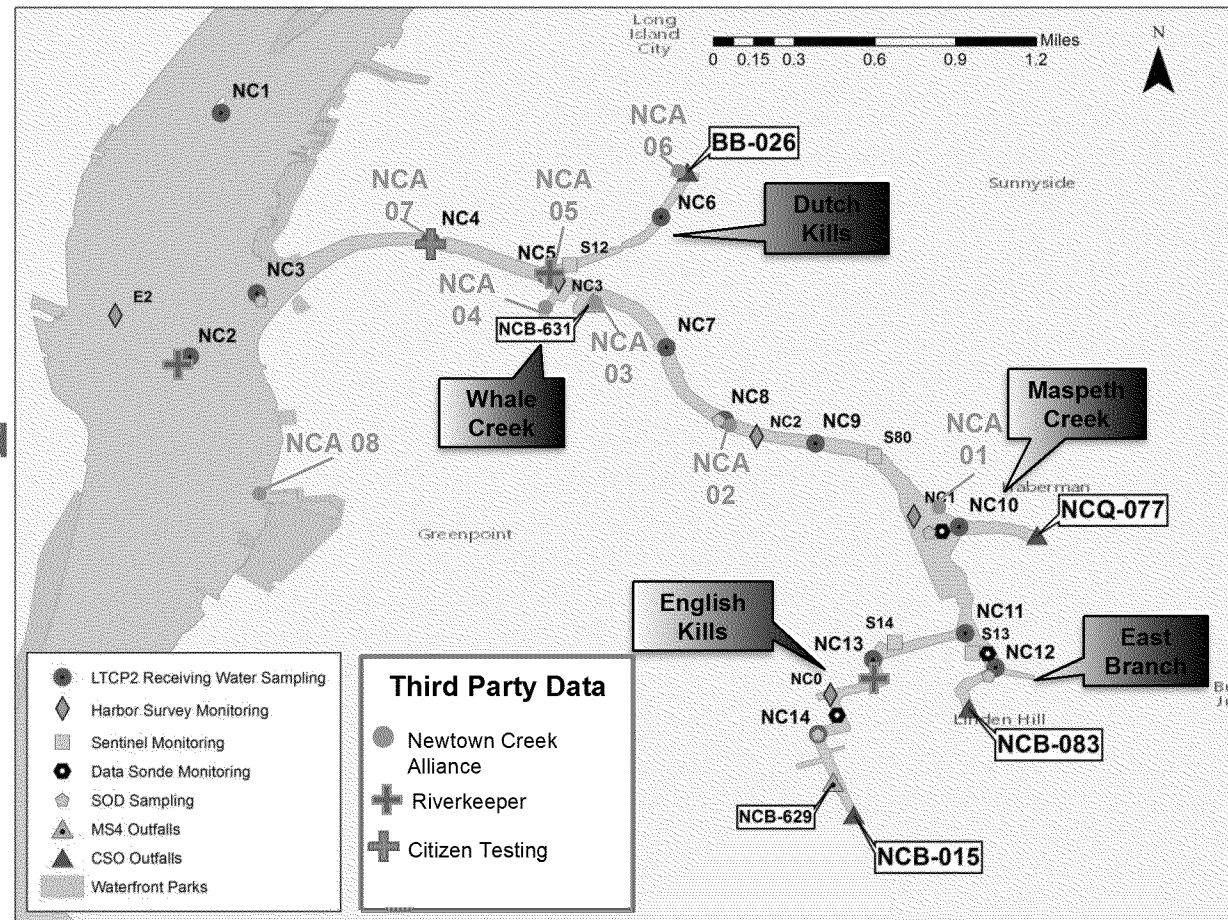 Long
Island
City
Miles
0 0.15 0.3 0.6 0.9 1.2
N
NC1
NCA
06
BB-026
Sunnyside
NCA
07
NCA
05
NC6
Dutch
Kills
NC4
NC5
S12
NC3
NCA
04
NC3
E2
NCB-631
NC2
NCA
03
NC7
Whale
Creek
Maspeth
Creek
NC8
NC2
NC9
S80
NCA
01
NCA 08
NCA
02
NC1
NC10
NCQ-077
Greenpoint
English
Kills
S14
NC11
NC13
S13
NC12
East
Branch
NC0
NC14
Linden Hill
NCB-083
NCB-629
NCB-015
LTCP2 Receiving Water Sampling
Harbor Survey Monitoring
Sentinel Monitoring
Data Sonde Monitoring
SOD Sampling
MS4 Outfalls
CSO Outfalls
Waterfront Parks
Third Party Data
Newtown Creek
Alliance
Riverkeeper
Citizen Testing